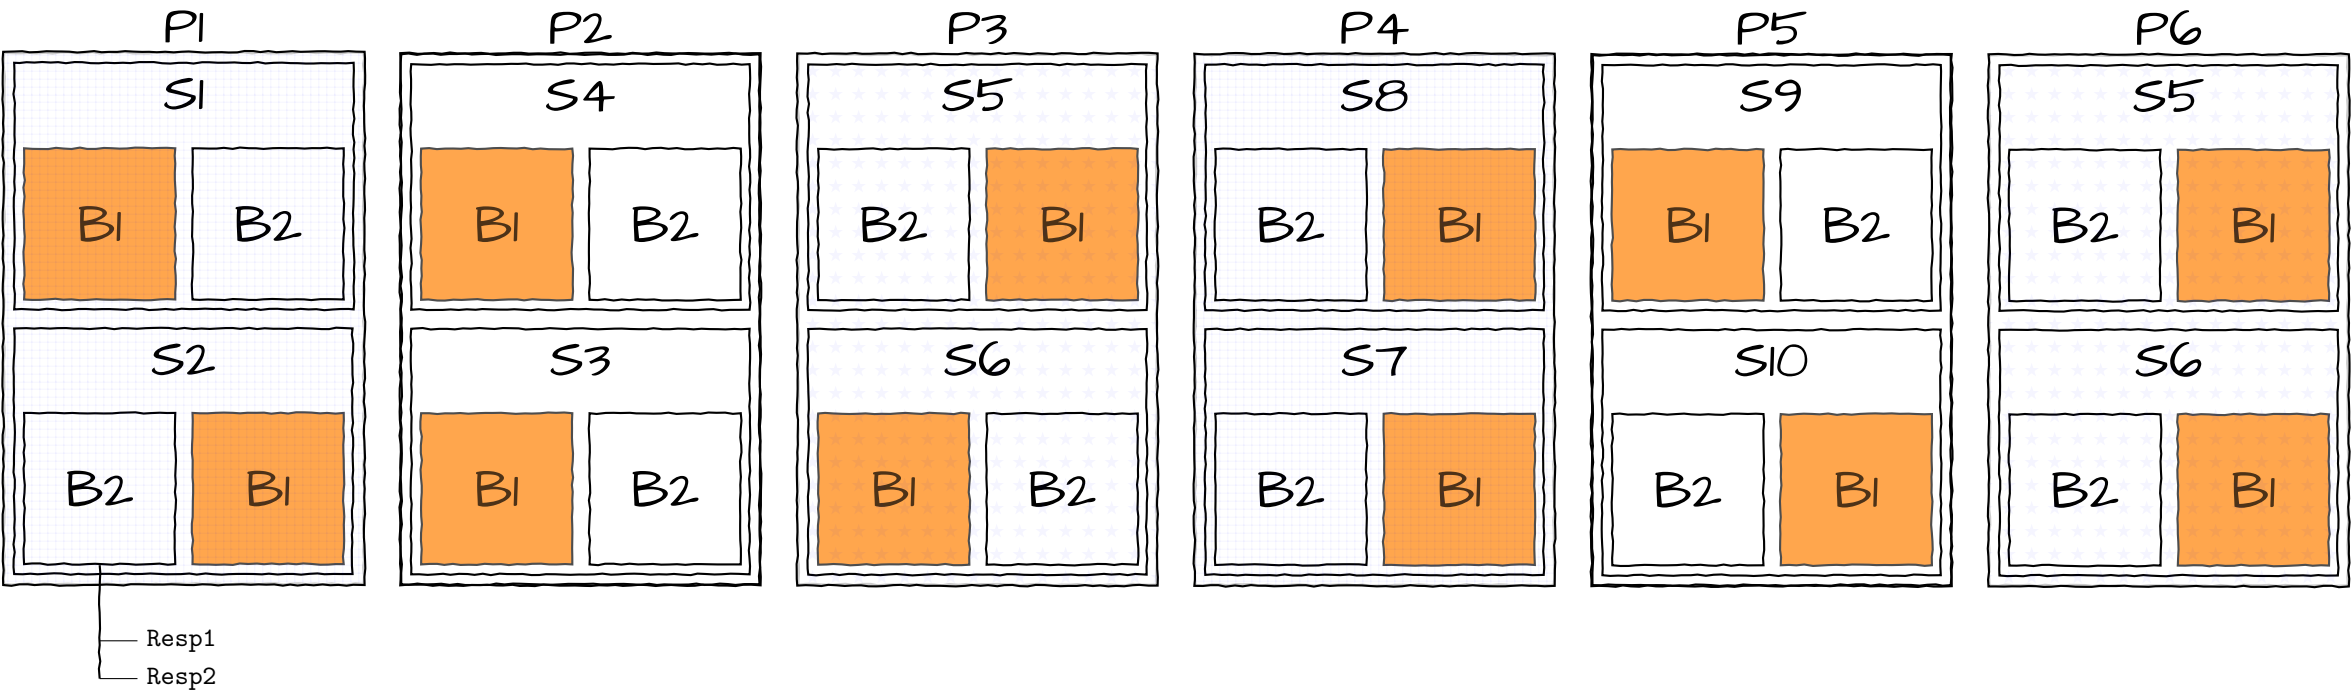 P1 P2 P3 P4 P5 P6
S1 S4 S5 S8 S9 S5
B1 B2 B1 B2 B2 B1 B2 B1 B1 B2 B2 B1
S2 S3 S6 S7 S10 S6
B2 B1 B1 B2 B1 B2 B2 B1 B2 B1 B2 B1
Resp1
Resp2